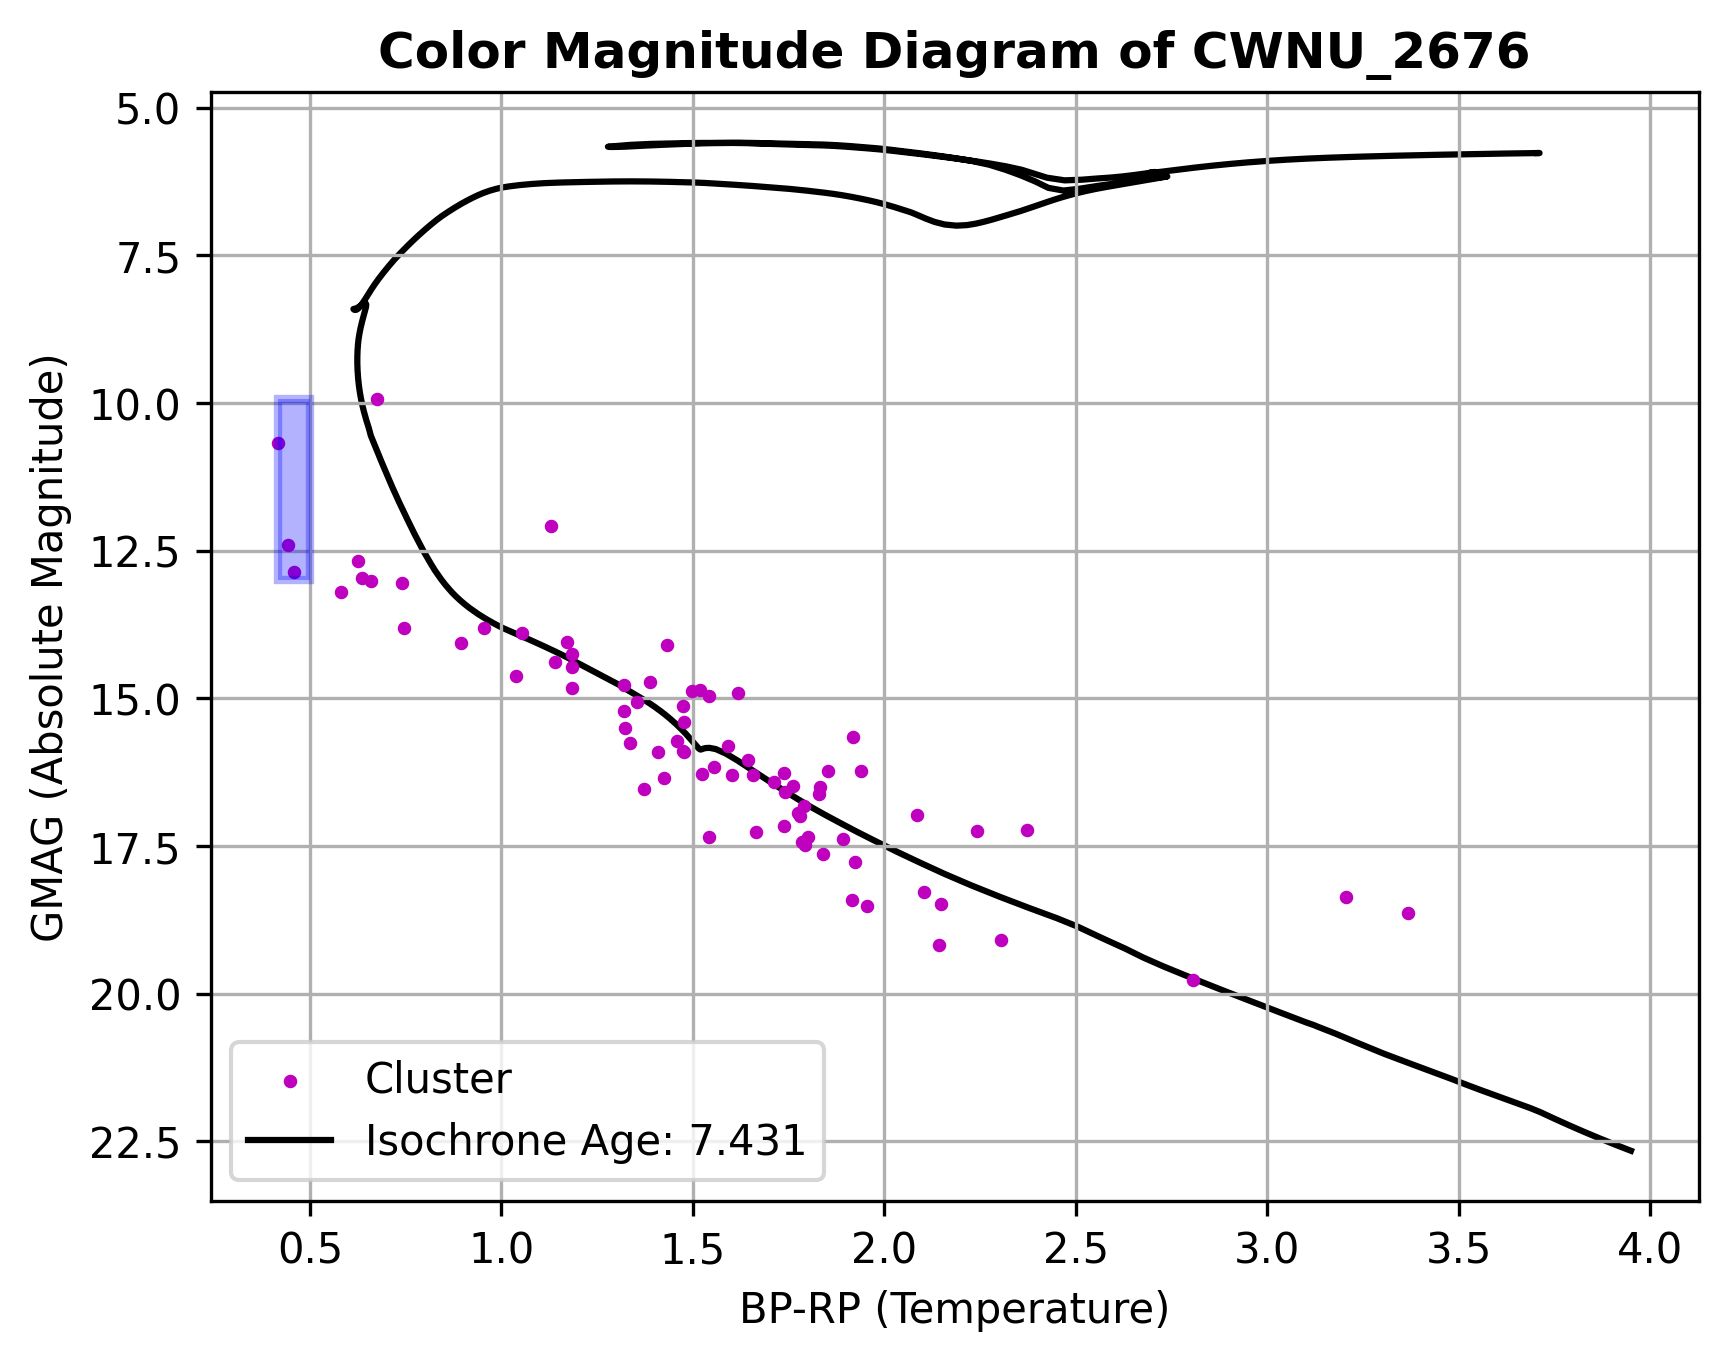 Color Magnitude Diagram of CWNU_2676
GMAG (Absolute Magnitude)
5.0
7.5
10.0
12.5
15.0
17.5
20.0
22.5
Cluster
Isochrone Age: 7.431
0.5 1.0 1.5 2.0 2.5 3.0 3.5 4.0
BP-RP (Temperature)